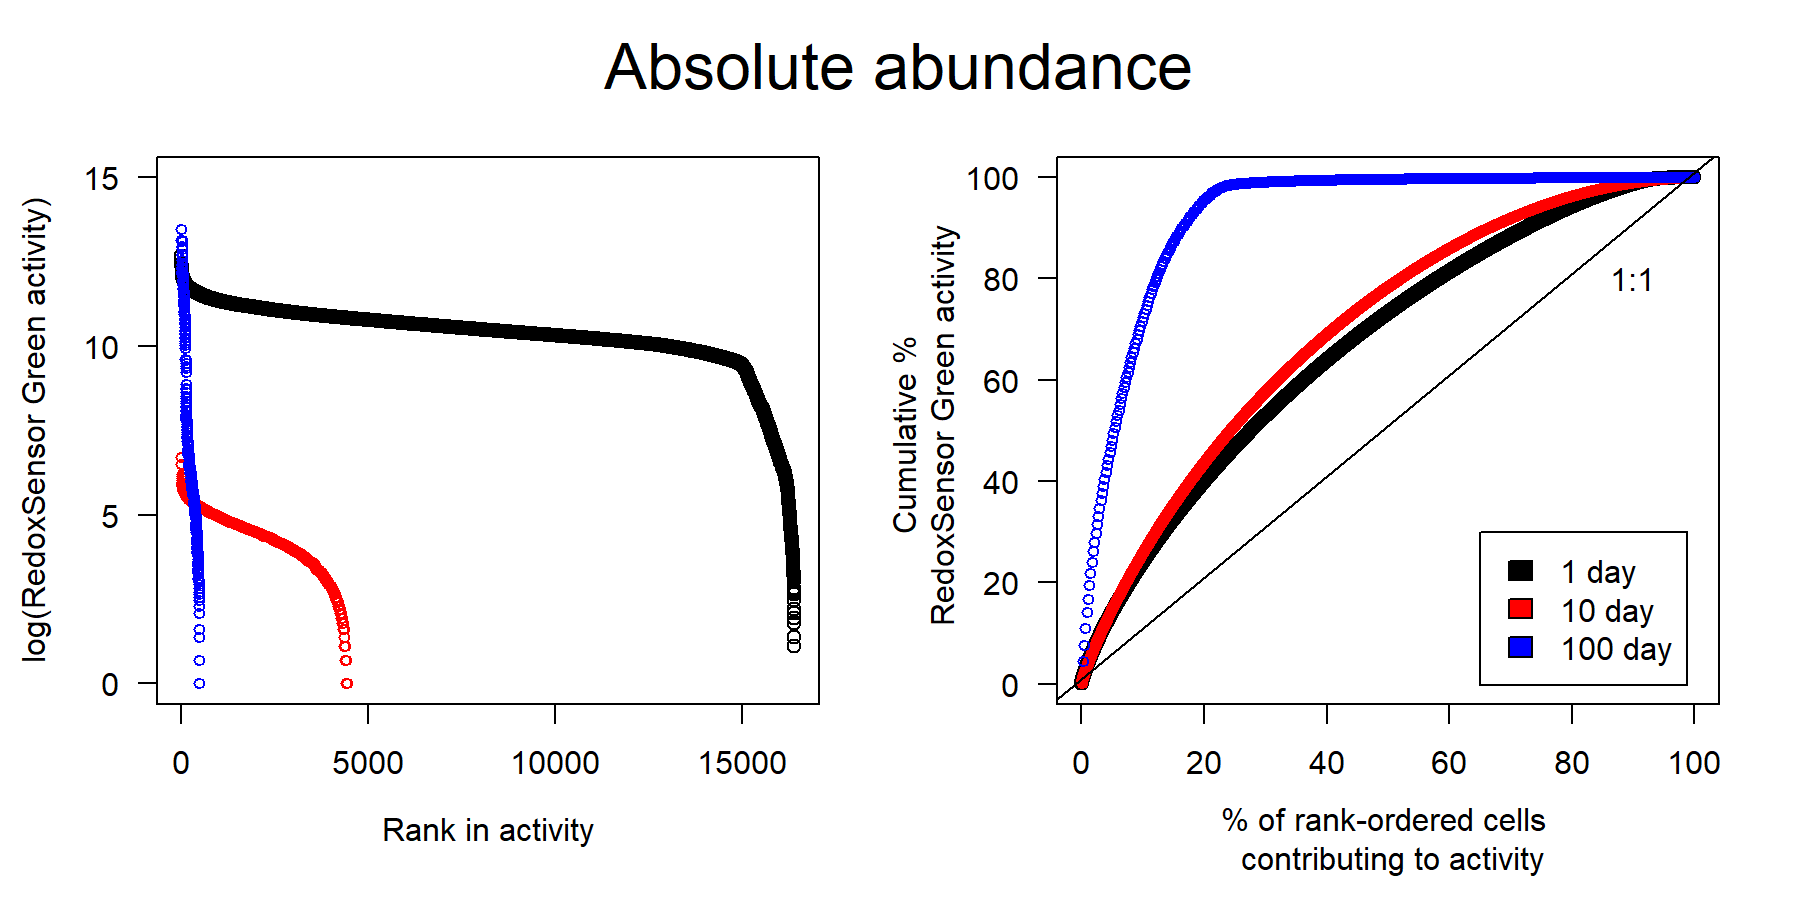 Absolute abundance
log(RedoxSensor Green activity)
15
10
5
0
0 5000 10000 15000
Rank in activity
Cumulative %
RedoxSensor Green activity
100
80
60
40
20
0
1:1
1 day
10 day
100 day
0 20 40 60 80 100
% of rank-ordered cells
contributing to activity